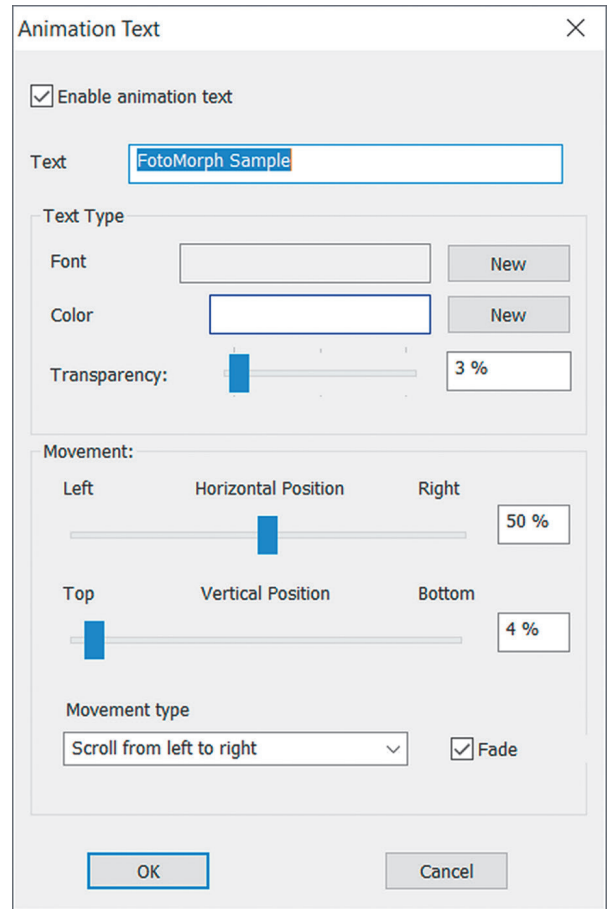 Animation Text
Enable animation text
Text FotoMorph Sample
Text Type
Font New
Color New
Transparency: 3 %
Movement:
Left Horizontal Position Right
50 %
Top Vertical Position Bottom
4 %
Movement type
Scroll from left to right Fade
OK Cancel